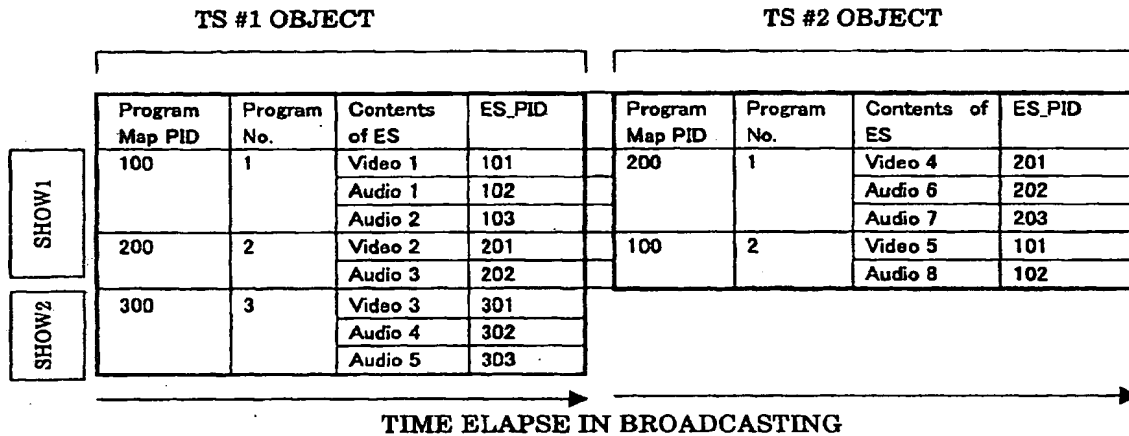 TS #1 OBJECT
TS #2 OBJECT
Program Map PID
Program No.
Contents of ES
ES_PID
Program Map PID
Program No.
Contents of ES
ES_PID
SHOW1
100 1 Video 1 101
Audio 1 102
Audio 2 103
200 2 Video 2 201
Audio 3 202
SHOW2
300 3 Video 3 301
Audio 4 302
Audio 5 303
200 1 Video 4 201
Audio 6 202
Audio 7 203
100 2 Video 5 101
Audio 8 102
TIME ELAPSE IN BROADCASTING